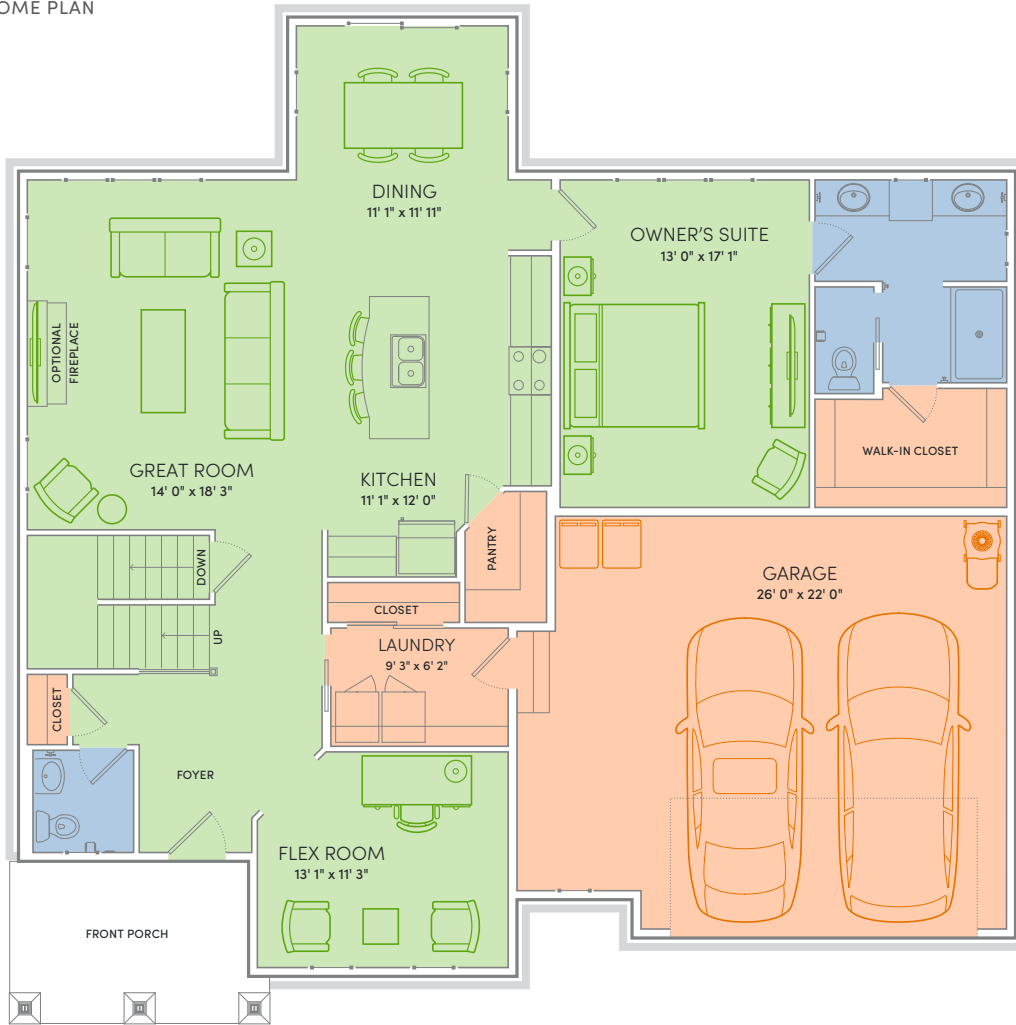 OME PLAN
DINING
11' 1" x 11' 11"
OWNER'S SUITE
13' 0" x 17' 1"
OPTIONAL
FIREPLACE
GREAT ROOM
14' 0" x 18' 3"
KITCHEN
11' 1" x 12' 0"
WALK-IN CLOSET
PANTRY
DOWN
UP
CLOSET
GARAGE
26' 0" x 22' 0"
LAUNDRY
9' 3" x 6' 2"
CLOSET
FOYER
FLEX ROOM
13' 1" x 11' 3"
FRONT PORCH